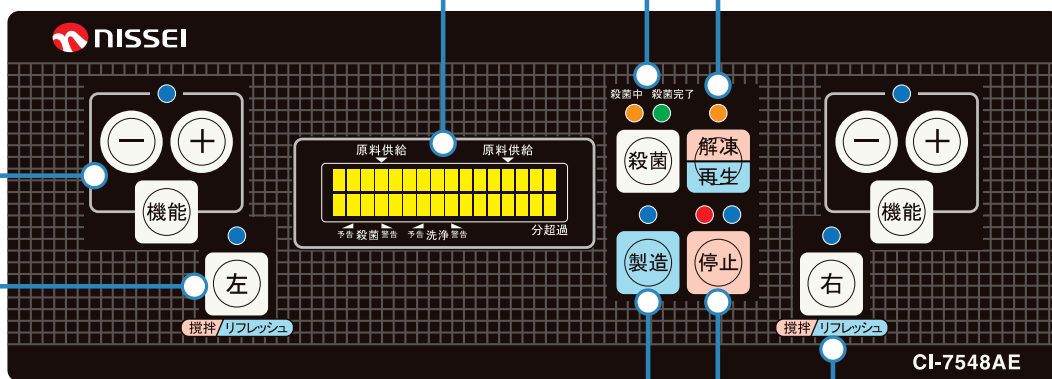 NISSEI
殺菌中 殺菌完了
－ ＋
原料供給 原料供給
殺菌
解凍
再生
－ ＋
機能
機能
予告 殺菌 警告 予告 洗浄 警告 分超過
左
製造
停止
右
撹拌/リフレッシュ
撹拌/リフレッシュ
CI-7548AE